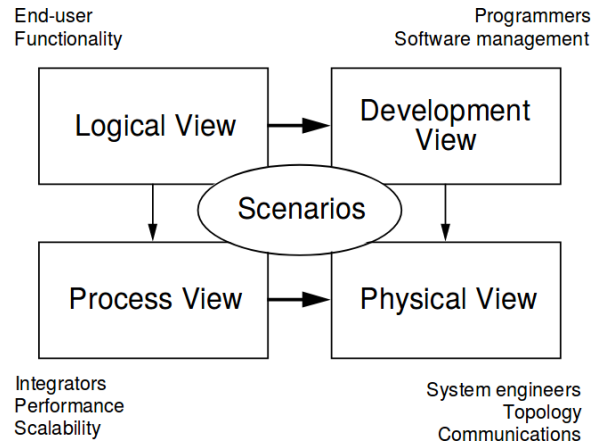 End-user
Functionality
Programmers
Software management
Logical View
Development
View
Scenarios
Process View
Physical View
Integrators
Performance
Scalability
System engineers
Topology
Communications